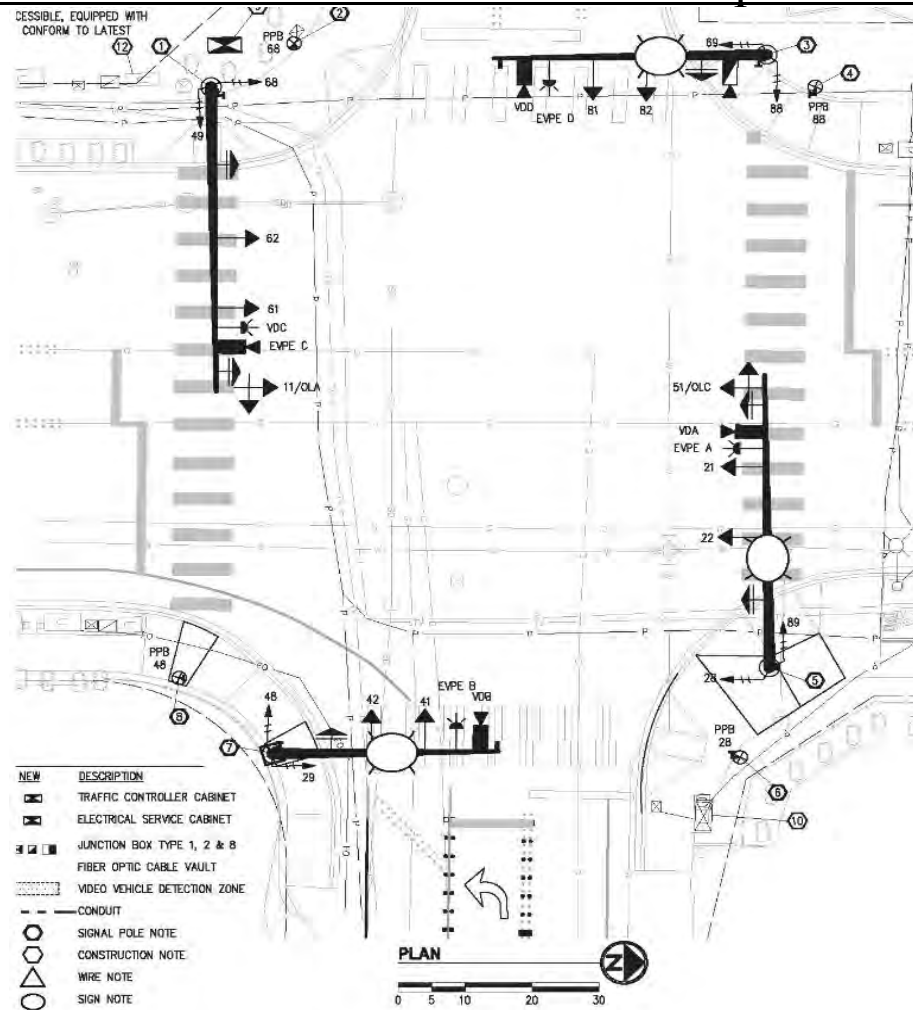 CESSIBLE, EQUIPPED WITH
CONFORM TO LATEST
12
1
2
PPB
68
68
49
69
3
4
PPB
88
88
VDD
EVPE D
81
82
62
61
VDC
EVPE C
11/OLA
51/OLC
VDA
EVPE A
21
22
89
28
5
PPB
28
6
10
PPB
48
8
48
7
29
42
41
EVPE B
VDB
NEW DESCRIPTION
TRAFFIC CONTROLLER CABINET
ELECTRICAL SERVICE CABINET
JUNCTION BOX TYPE 1, 2 & 8
FIBER OPTIC CABLE VAULT
VIDEO VEHICLE DETECTION ZONE
CONDUIT
SIGNAL POLE NOTE
CONSTRUCTION NOTE
WIRE NOTE
SIGN NOTE
PLAN
Z
0 5 10 20 30